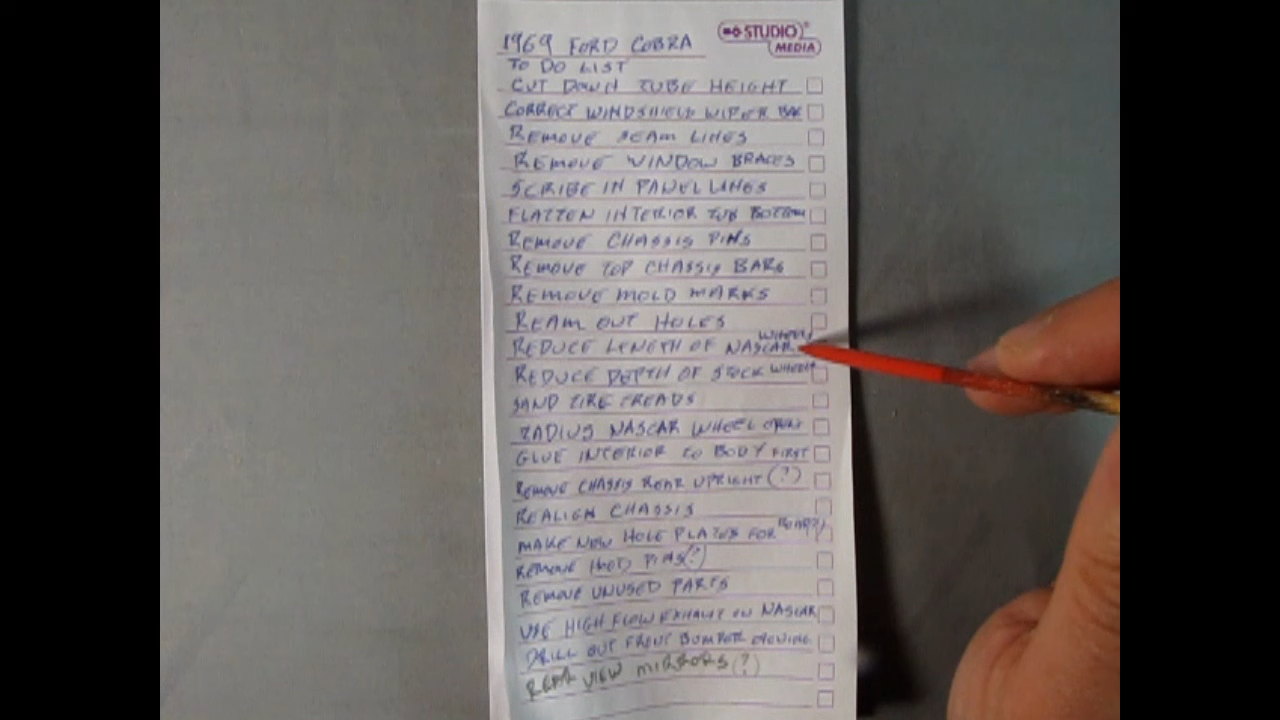 1969 FORD COBRA
STUDIO
MEDIA
TO DO LIST
CUT DOWN TUBE HEIGHT
CORRECT WINDSHIELD WIPER BAR
REMOVE SEAM LINES
REMOVE WINDOW BRACES
SCRIBE IN PANEL LINES
FLATTEN INTERIOR TUB BOTTOM
REMOVE CHASSIS PINS
REMOVE TOP CHASSIS BARS
REMOVE MOLD MARKS
REAM OUT HOLES
REDUCE LENGTH OF NASCAR WHEELS
REDUCE DEPTH OF STOCK WHEELS
SAND TIRE TREADS
RADIUS NASCAR WHEEL
GLUE INTERIOR TO BODY FIRST
REMOVE CHASSIS REAR UPRIGHT (?)
REALIGN CHASSIS
MAKE NEW HOLE PLATES FOR
REMOVE HOOD PINS (?)
REMOVE UNUSED PARTS
USE HIGH FLOW EXHAUST ON NASCAR
DRILL OUT FRONT BUMPER OPENING
REAR VIEW MIRRORS (?)